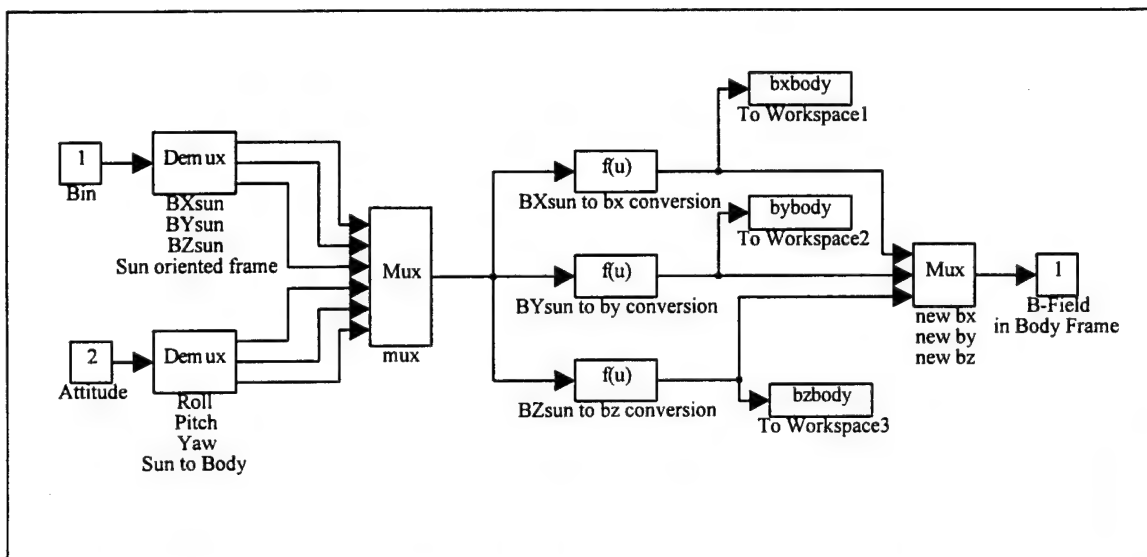 bxbody
To Workspace1
1
Bin
Demux
BXsun
BYsun
BZsun
Sun oriented frame
f(u)
BXsun to bx conversion
bybody
To Workspace2
Mux
mux
f(u)
BYsun to by conversion
Mux
new bx
new by
new bz
1
B-Field
in Body Frame
2
Attitude
Demux
Roll
Pitch
Yaw
Sun to Body
f(u)
BZsun to bz conversion
bzbody
To Workspace3